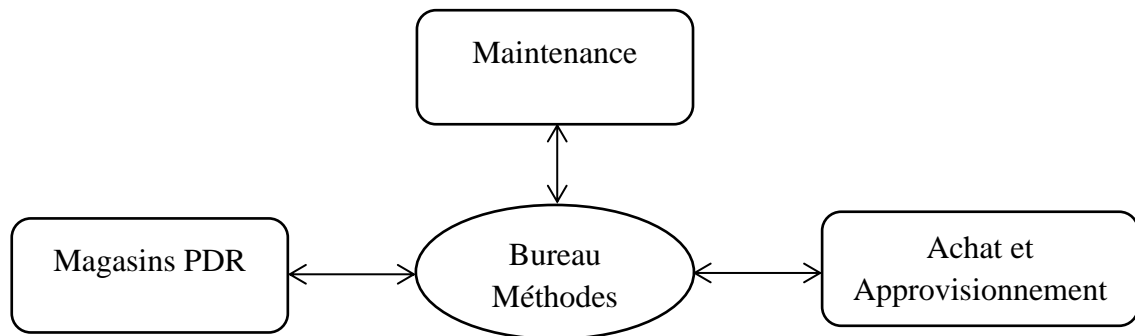 Maintenance
Magasins PDR
Bureau
Méthodes
Achat et
Approvisionnement